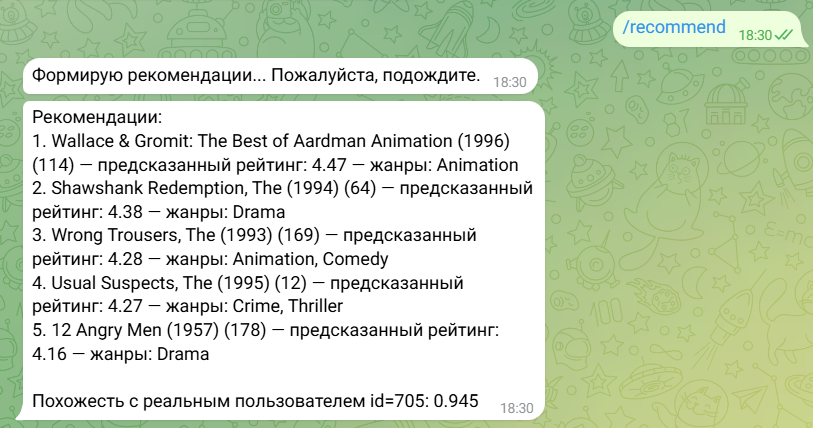 /recommend 18:30
Формирую рекомендации... Пожалуйста, подождите. 18:30
Рекомендации:
1. Wallace & Gromit: The Best of Aardman Animation (1996)
(114) — предсказанный рейтинг: 4.47 — жанры: Animation
2. Shawshank Redemption, The (1994) (64) — предсказанный
рейтинг: 4.38 — жанры: Drama
3. Wrong Trousers, The (1993) (169) — предсказанный
рейтинг: 4.28 — жанры: Animation, Comedy
4. Usual Suspects, The (1995) (12) — предсказанный
рейтинг: 4.27 — жанры: Crime, Thriller
5. 12 Angry Men (1957) (178) — предсказанный рейтинг:
4.16 — жанры: Drama
Похожесть с реальным пользователем id=705: 0.945 18:30